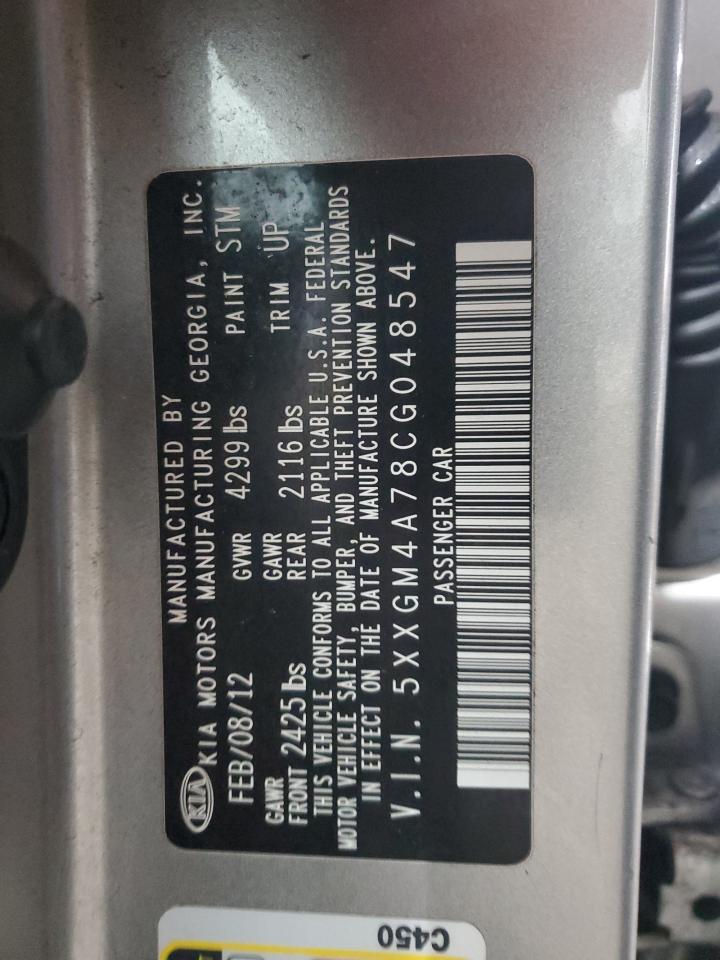 MANUFACTURED BY
KIA KIA MOTORS MANUFACTURING GEORGIA, INC.
FEB/08/12 GVWR 4299 lbs PAINT STM
GAWR FRONT 2425 lbs GAWR REAR 2116 lbs TRIM UP
THIS VEHICLE CONFORMS TO ALL APPLICABLE U.S.A. FEDERAL
MOTOR VEHICLE SAFETY, BUMPER, AND THEFT PREVENTION STANDARDS
IN EFFECT ON THE DATE OF MANUFACTURE SHOWN ABOVE.
V.I.N. 5XXGM4A78CG048547
PASSENGER CAR
C450